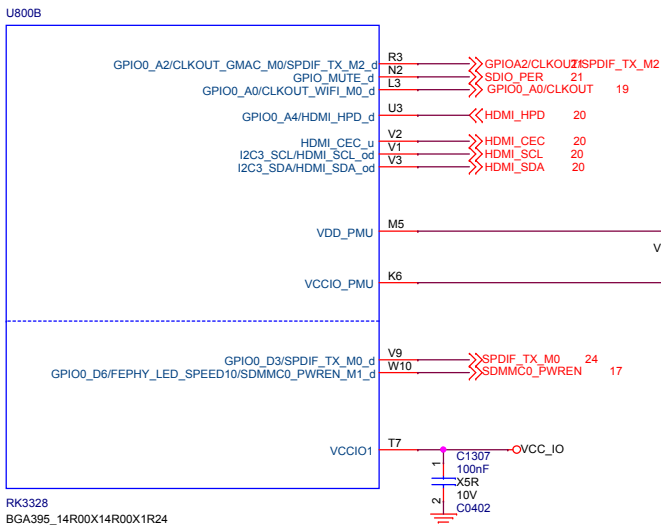 U800B
GPIO0_A2/CLKOUT_GMAC_M0/SPDIF_TX_M2_d R3 GPIOA2/CLKOUT/SPDIF_TX_M2 21
GPIO_MUTE_d N2 SDIO_PER 21
GPIO0_A0/CLKOUT_WIFI_M0_d L3 GPIO0_A0/CLKOUT 19
GPIO0_A4/HDMI_HPD_d U3 HDMI_HPD 20
HDMI_CEC_u V2 HDMI_CEC 20
I2C3_SCL/HDMI_SCL_od V1 HDMI_SCL 20
I2C3_SDA/HDMI_SDA_od V3 HDMI_SDA 20
VDD_PMU M5
V
VCCIO_PMU K6
GPIO0_D3/SPDIF_TX_M0_d V9 SPDIF_TX_M0 24
GPIO0_D6/FEPHY_LED_SPEED10/SDMMC0_PWREN_M1_d W10 SDMMC0_PWREN 17
VCCIO1 T7 VCC_IO
C1307
1 100nF
X5R
10V
2 C0402
RK3328
BGA395_14R00X14R00X1R24